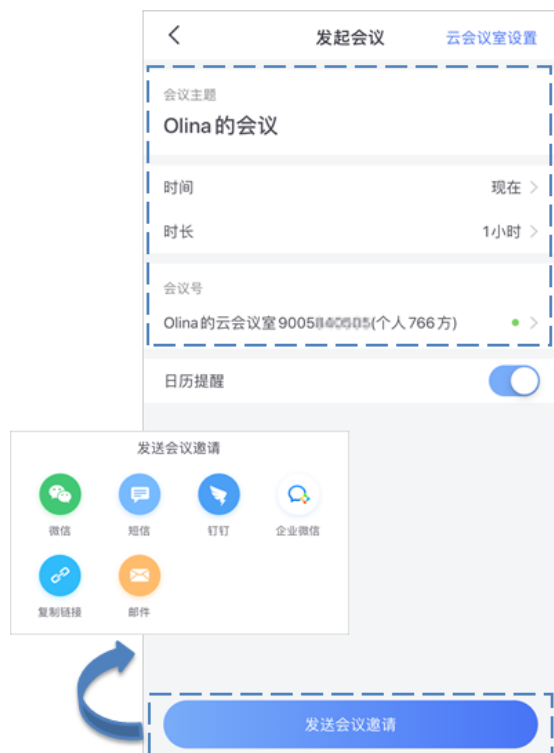 发起会议
云会议室设置
会议主题
Olina的会议
时间
现在
时长
1小时
会议号
Olina的云会议室9005(个人766方)
日历提醒
发送会议邀请
微信
短信
钉钉
企业微信
复制链接
邮件
发送会议邀请